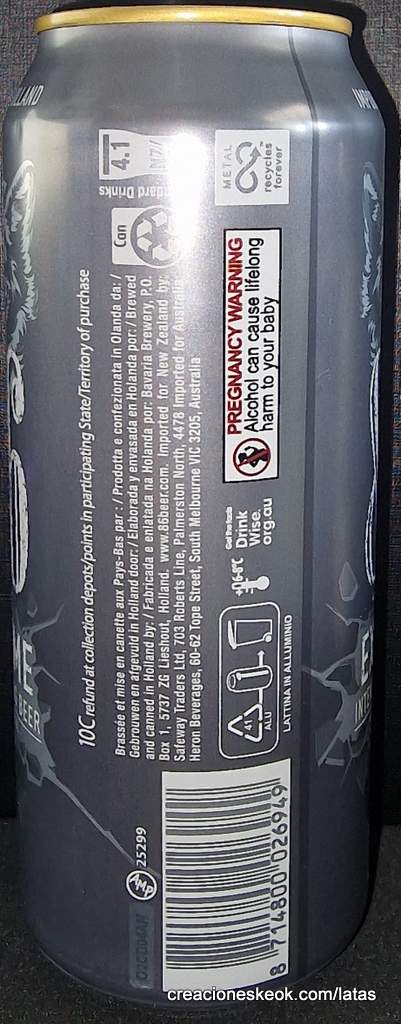 4.1
Standard Drinks
METAL
recycles
forever
Can
PREGNANCY WARNING
Alcohol can cause lifelong
harm to your baby
10C refund at collection depots/points in participating State/Territory of purchase
Brassée et mise en canette aux Pays-Bas par : / Prodotta e confezionata in Olanda da: /
Gebrouwen en afgevuld in Holland door: / Elaborada y envasada en Holanda por: / Brewed
and canned in Holland by: / Fabricada e enlatada na Holanda por: Bavaria Brewery, P.O.
Box 1, 5737 ZG Lieshout, Holland. www.86beer.com. Imported for New Zealand by:
Safeway Traders Ltd, 703 Roberts Line, Palmerston North, 4478 Imported for Australia:
Heron Beverages, 60-62 Tope Street, South Melbourne VIC 3205, Australia
Get the facts
Drink
Wise.
org.au
41
ALU
LATTINA IN ALLUMINIO
AMP
25299
8 714800 026949
BEER
creacioneskeok.com/latas